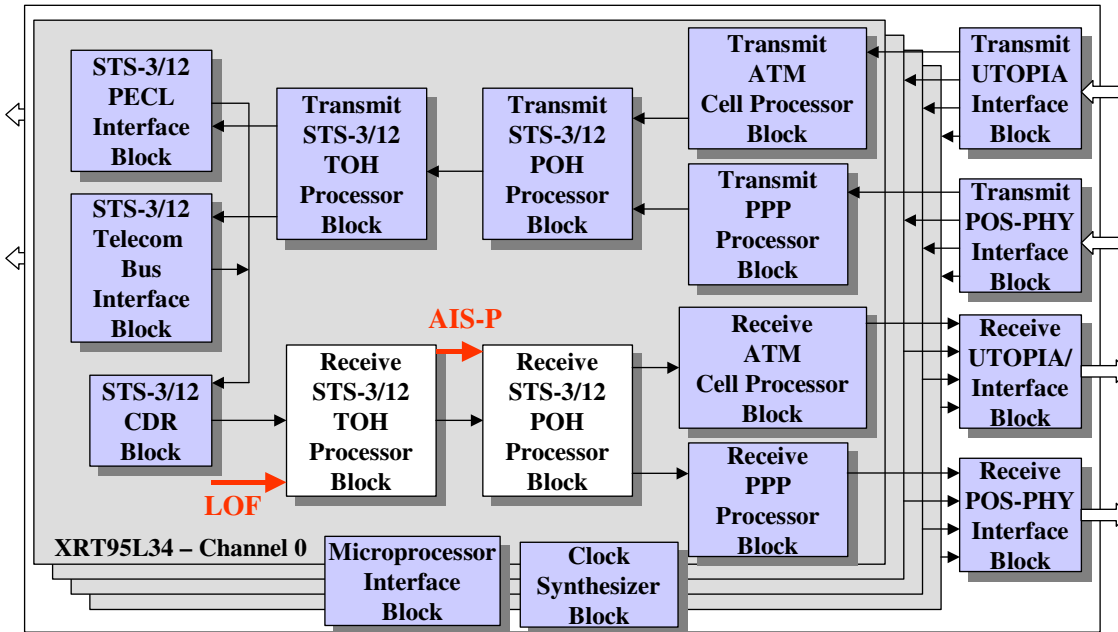 STS-3/12
PECL
Interface
Block
Transmit
STS-3/12
TOH
Processor
Block
Transmit
STS-3/12
POH
Processor
Block
Transmit
ATM
Cell Processor
Block
Transmit
UTOPIA
Interface
Block
STS-3/12
Telecom
Bus
Interface
Block
Transmit
PPP
Processor
Block
Transmit
POS-PHY
Interface
Block
AIS-P
STS-3/12
CDR
Block
LOF
Receive
STS-3/12
TOH
Processor
Block
Receive
STS-3/12
POH
Processor
Block
Receive
ATM
Cell Processor
Block
Receive
UTOPIA/
Interface
Block
Receive
PPP
Processor
Block
Receive
POS-PHY
Interface
Block
XRT95L34 – Channel 0
Microprocessor
Interface
Block
Clock
Synthesizer
Block